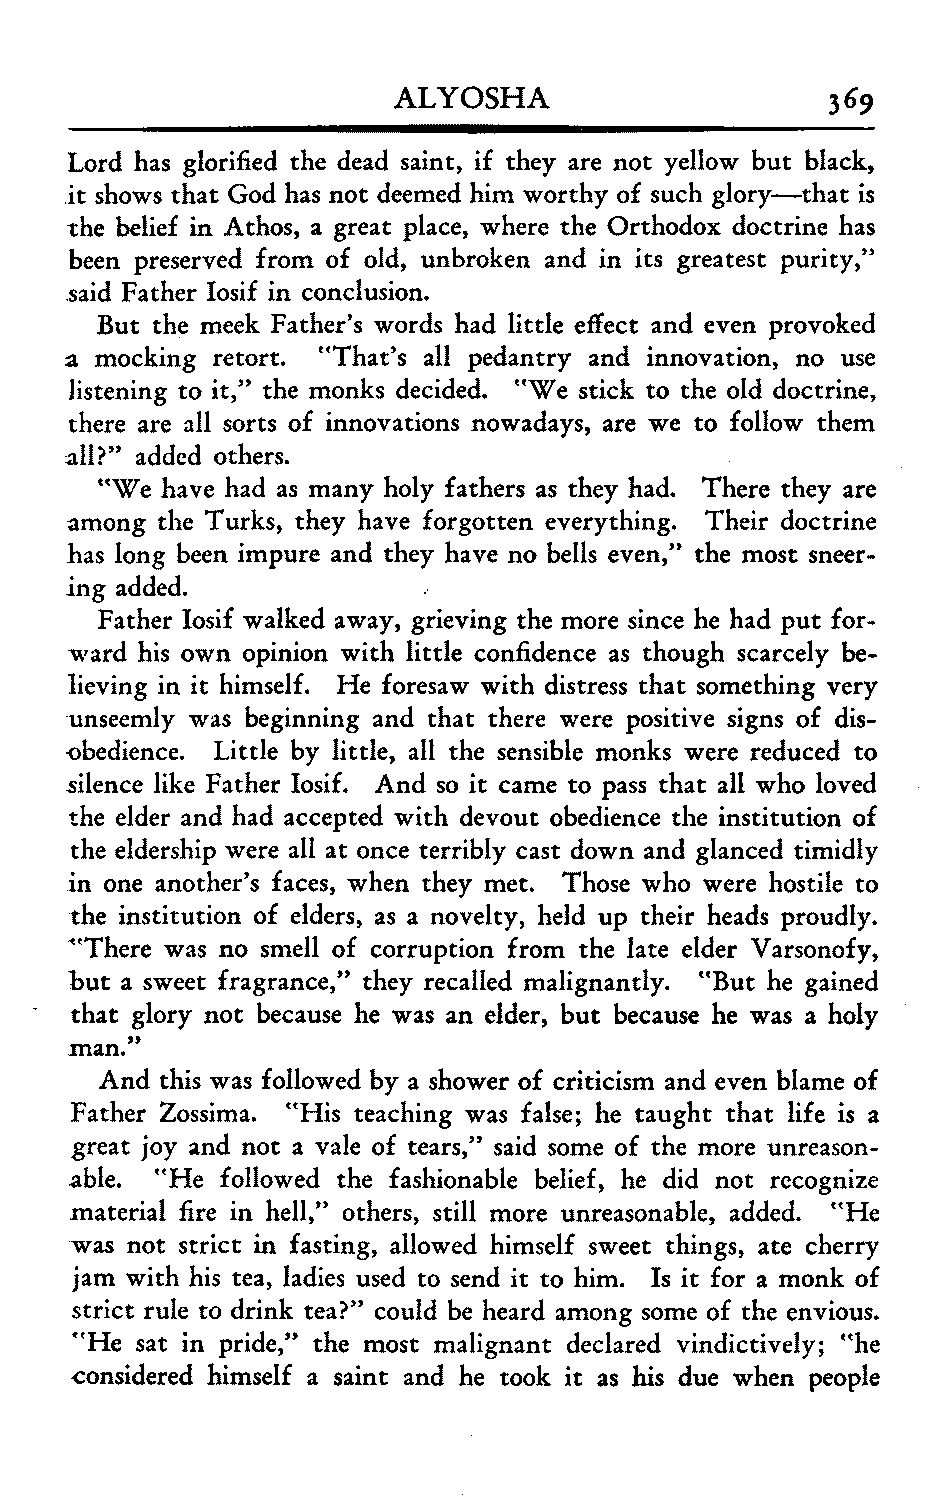 ALYOSHA 369
Lord has glorified the dead saint, if they are not yellow but black,
it shows that God has not deemed him worthy of such glory—that is
the belief in Athos, a great place, where the Orthodox doctrine has
been preserved from of old, unbroken and in its greatest purity,"
said Father Iosif in conclusion.
But the meek Father's words had little effect and even provoked
a mocking retort. "That's all pedantry and innovation, no use
listening to it," the monks decided. "We stick to the old doctrine,
there are all sorts of innovations nowadays, are we to follow them
all?" added others.
"We have had as many holy fathers as they had. There they are
among the Turks, they have forgotten everything. Their doctrine
has long been impure and they have no bells even," the most sneer-
ing added.
Father Iosif walked away, grieving the more since he had put for-
ward his own opinion with little confidence as though scarcely be-
lieving in it himself. He foresaw with distress that something very
unseemly was beginning and that there were positive signs of dis-
obedience. Little by little, all the sensible monks were reduced to
silence like Father Iosif. And so it came to pass that all who loved
the elder and had accepted with devout obedience the institution of
the eldership were all at once terribly cast down and glanced timidly
in one another's faces, when they met. Those who were hostile to
the institution of elders, as a novelty, held up their heads proudly.
"There was no smell of corruption from the late elder Varsonofy,
but a sweet fragrance," they recalled malignantly. "But he gained
that glory not because he was an elder, but because he was a holy
man."
And this was followed by a shower of criticism and even blame of
Father Zossima. "His teaching was false; he taught that life is a
great joy and not a vale of tears," said some of the more unreason-
able. "He followed the fashionable belief, he did not recognize
material fire in hell," others, still more unreasonable, added. "He
was not strict in fasting, allowed himself sweet things, ate cherry
jam with his tea, ladies used to send it to him. Is it for a monk of
strict rule to drink tea?" could be heard among some of the envious.
"He sat in pride," the most malignant declared vindictively; "he
considered himself a saint and he took it as his due when people